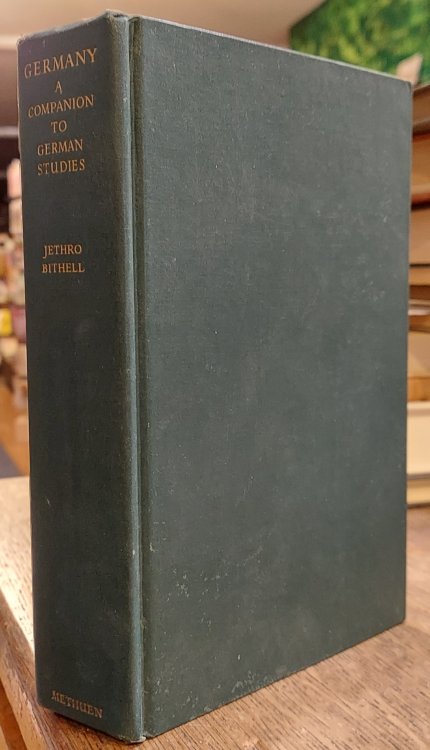 GERMANY
A
COMPANION
TO
GERMAN
STUDIES
JETHRO
BITHELL
METHUEN